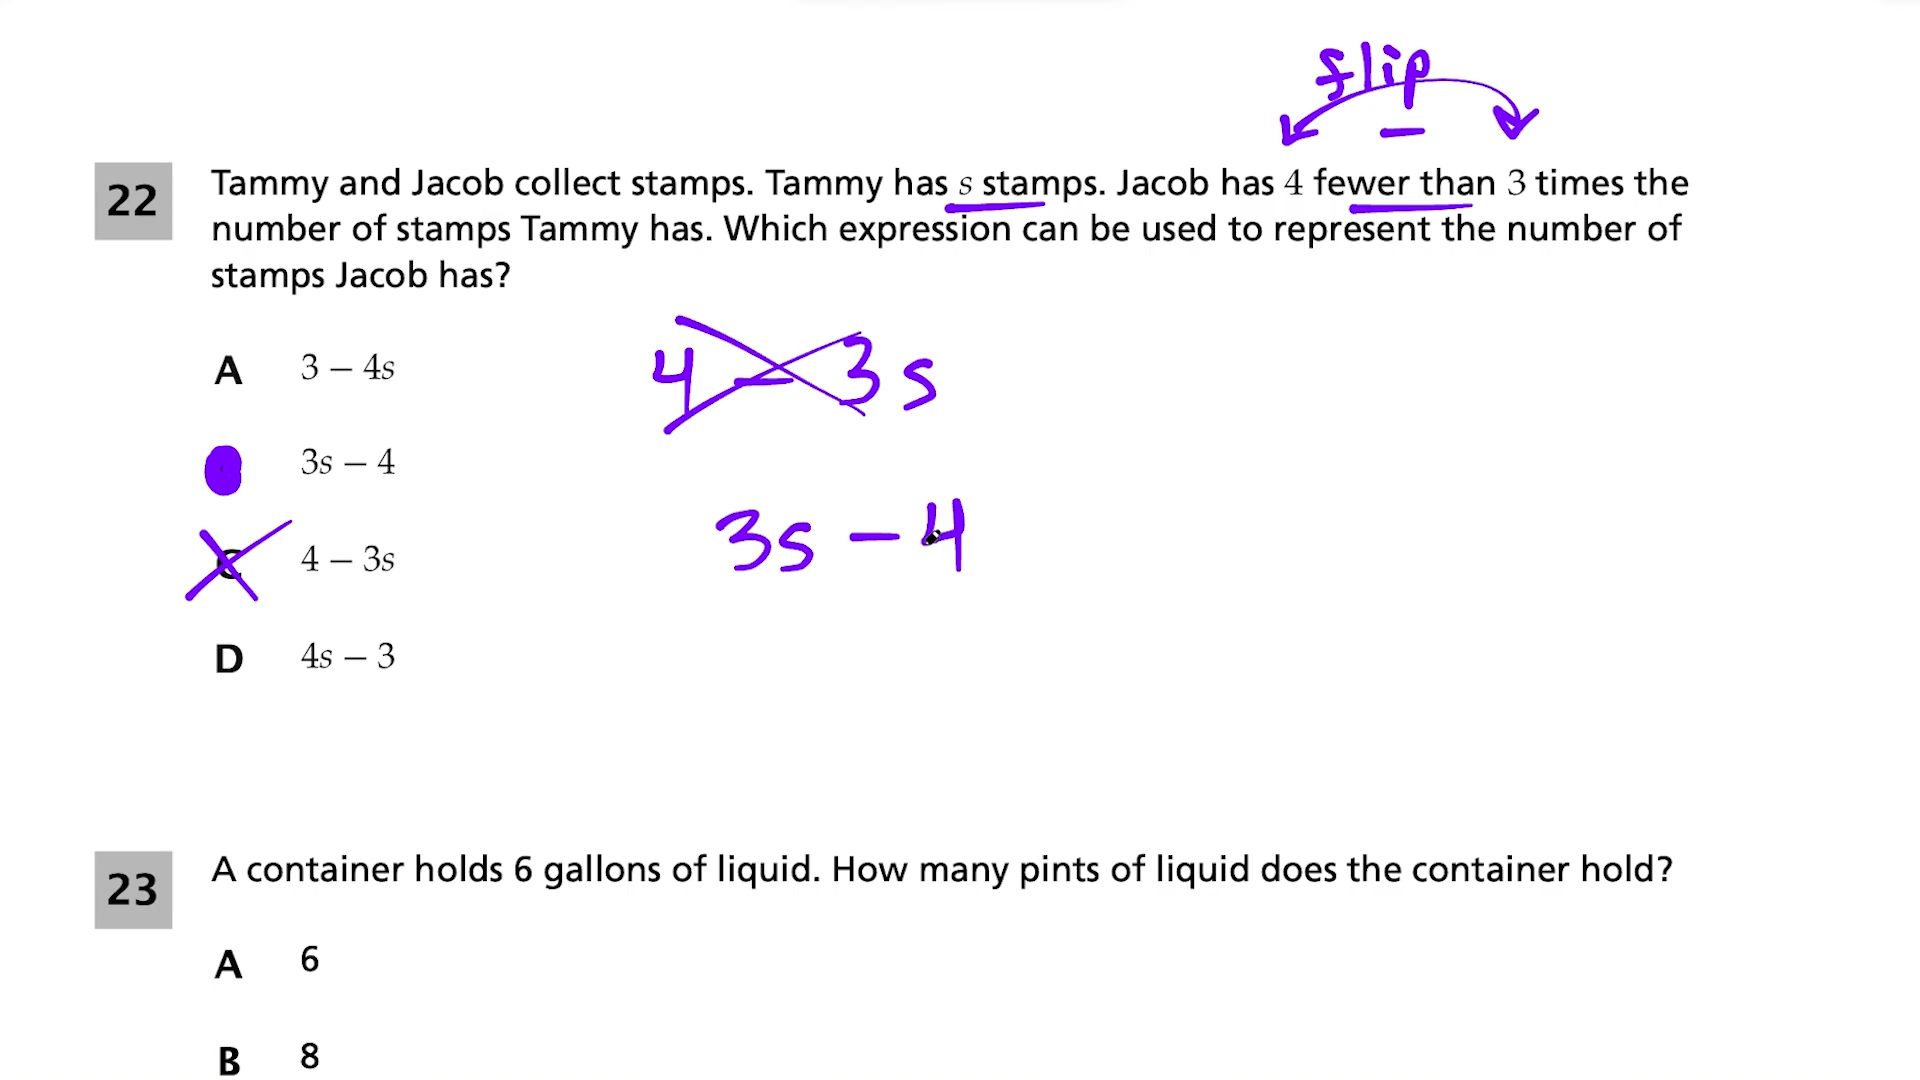 flip
−
22 Tammy and Jacob collect stamps. Tammy has s stamps. Jacob has 4 fewer than 3 times the
number of stamps Tammy has. Which expression can be used to represent the number of
stamps Jacob has?
A 3 − 4s
4 − 3s
3s − 4
C 4 − 3s
3s − 4
D 4s − 3
23 A container holds 6 gallons of liquid. How many pints of liquid does the container hold?
A 6
B 8